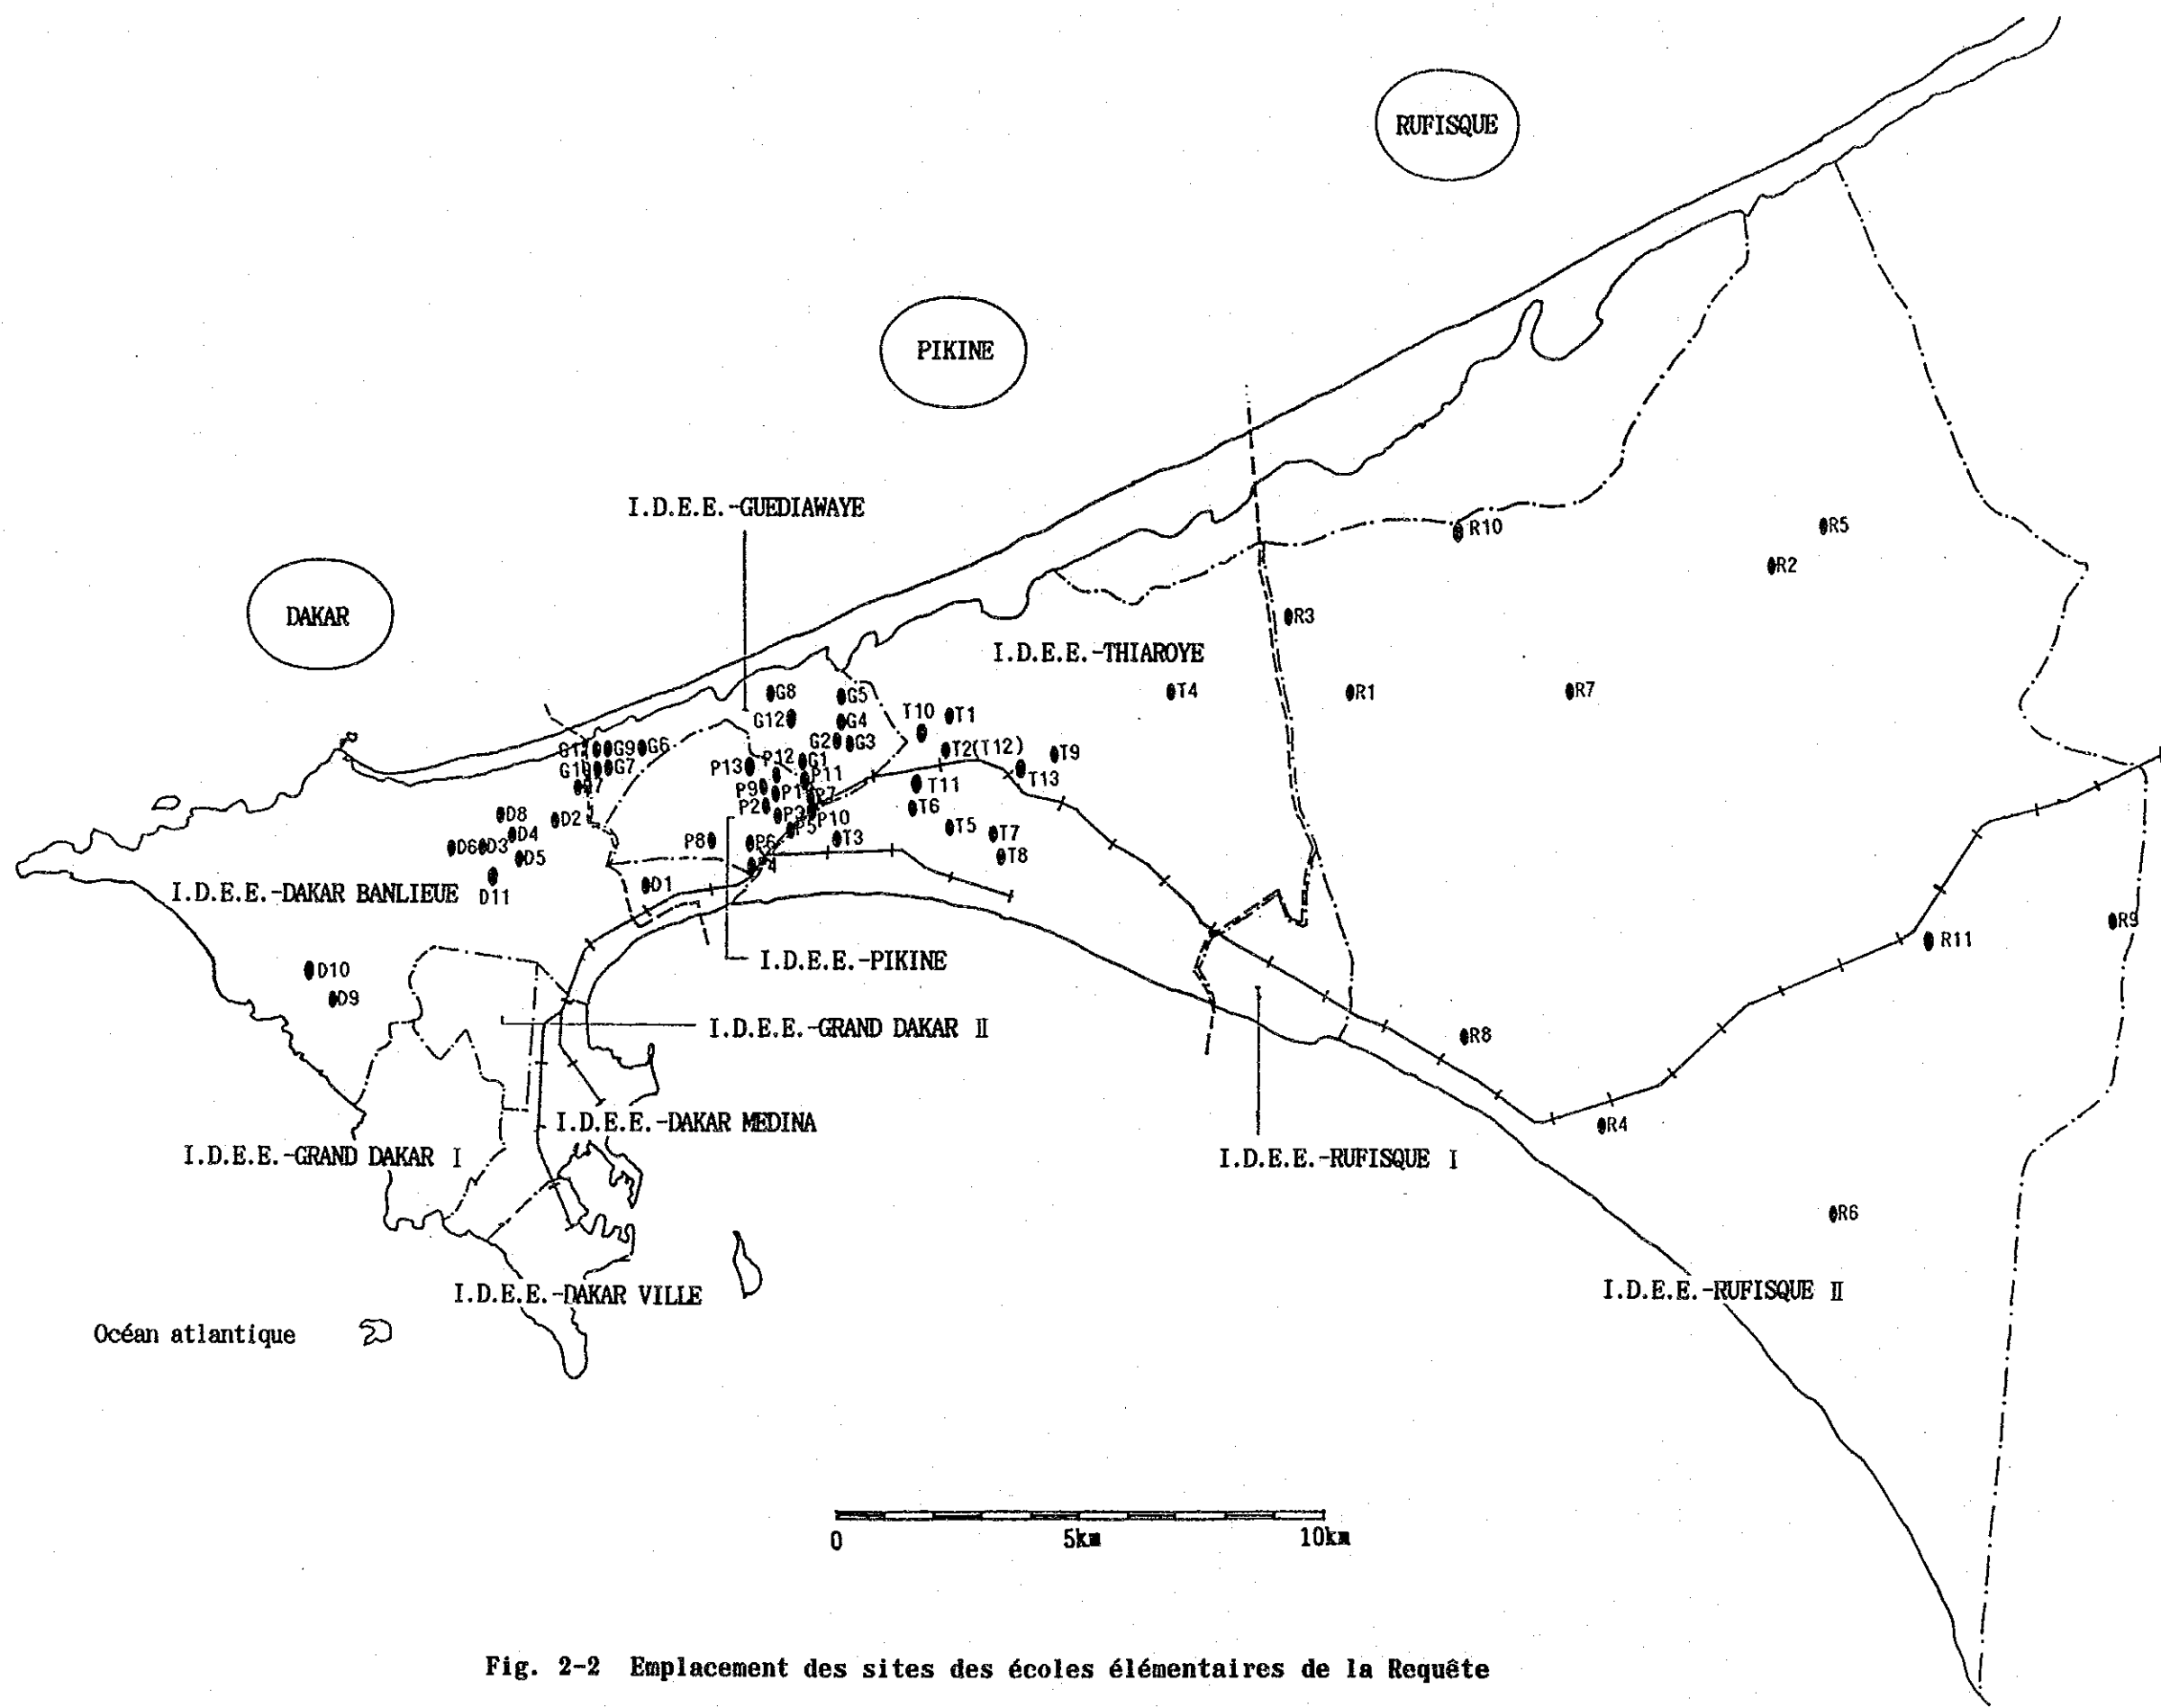 RUFISQUE
PIKINE
I.D.E.E.-GUEDIAWAYE
R10
R5
R2
DAKAR
R3
I.D.E.E.-THIAROYE
G8
G5
T4
R1
R7
G12
G4
T10
T1
G2
G3
G9
G6
T2(T12)
T9
P12
G1
P13
G7
P11
T13
P9
T11
P7
P2
T6
D8
D2
P3
P10
T5
D4
P5
T7
P8
P6
T3
D6
D3
D5
T8
D1
I.D.E.E.-DAKAR BANLIEUE
D11
R9
R11
I.D.E.E.-PIKINE
D10
D9
I.D.E.E.-GRAND DAKAR II
R8
I.D.E.E.-DAKAR MEDINA
R4
I.D.E.E.-GRAND DAKAR I
I.D.E.E.-RUFISQUE I
R6
I.D.E.E.-DAKAR VILLE
I.D.E.E.-RUFISQUE II
Océan atlantique
0 5km 10km
Fig. 2-2 Emplacement des sites des écoles élémentaires de la Requête